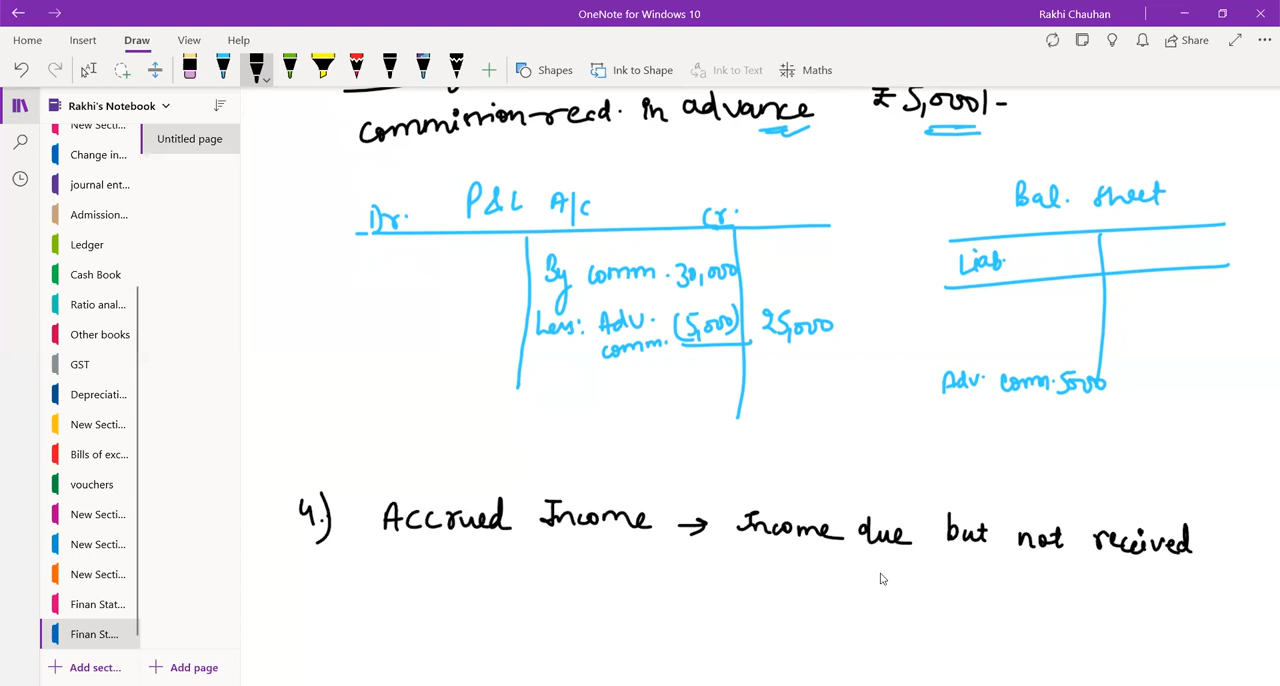 OneNote for Windows 10
Rakhi Chauhan
Home Insert Draw View Help
Share
Shapes Ink to Shape Ink to Text Maths
Rakhi's Notebook
New Secti...
Change in...
journal ent...
Admission...
Ledger
Cash Book
Ratio anal...
Other books
GST
Depreciati...
New Secti...
Bills of exc...
vouchers
New Secti...
New Secti...
New Secti...
Finan Stat...
Finan St....
Add sect...
Untitled page
Add page
commission-recd. in advance ₹ 5,000/-
P&L A/c
Dr. Cr.
By comm. 30,000
Less: Adv. (5,000) 25,000
comm.
Bal. Sheet
Liab.
Adv. comm. 5000
4.) Accrued Income → Income due but not received